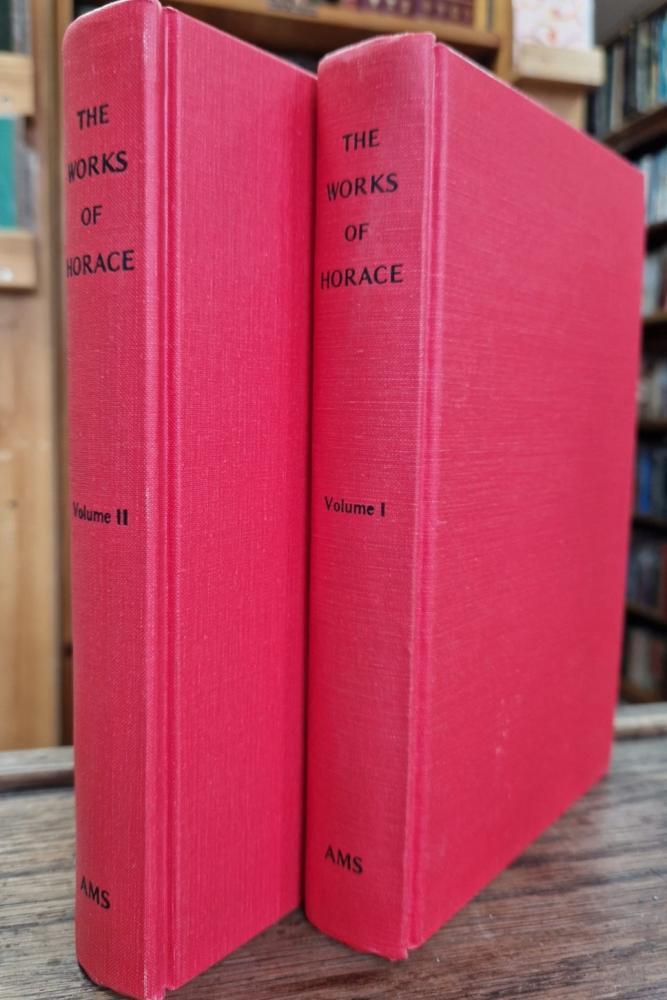 THE
WORKS
OF
HORACE
Volume II
AMS
THE
WORKS
OF
HORACE
Volume I
AMS